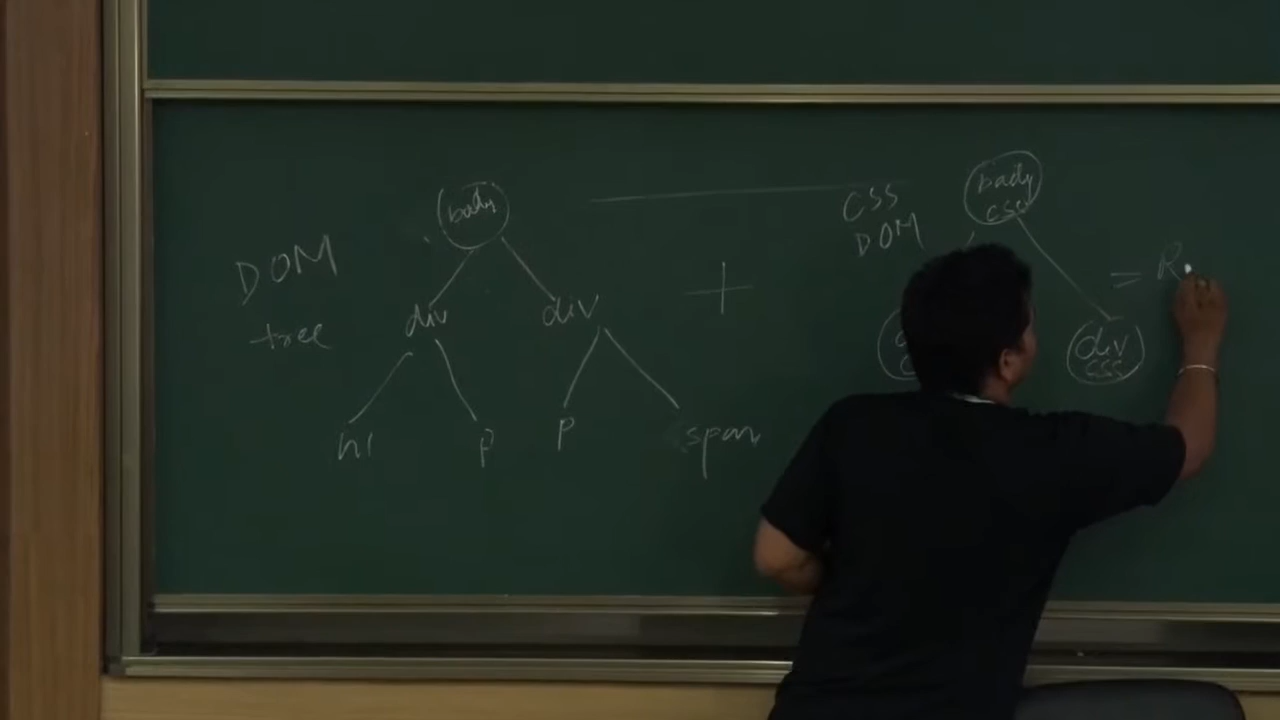 DOM
tree
body
div div
h1 p p span
+
CSS
DOM
body
css
div
css
= R